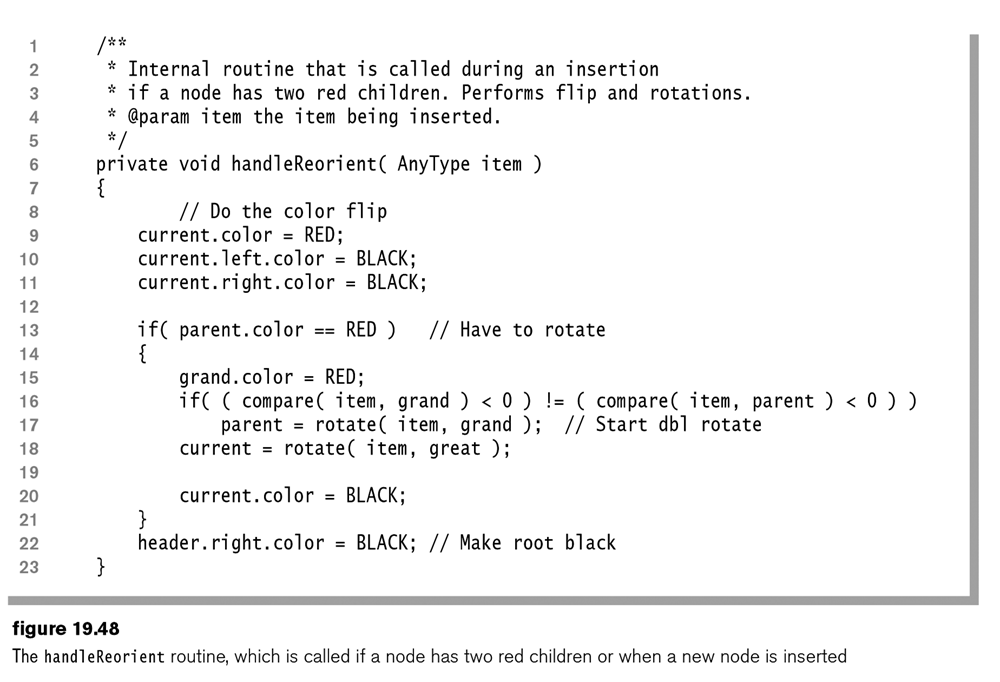 1 /**
2 * Internal routine that is called during an insertion
3 * if a node has two red children. Performs flip and rotations.
4 * @param item the item being inserted.
5 */
6 private void handleReorient( AnyType item )
7 {
8 // Do the color flip
9 current.color = RED;
10 current.left.color = BLACK;
11 current.right.color = BLACK;
12
13 if( parent.color == RED ) // Have to rotate
14 {
15 grand.color = RED;
16 if( ( compare( item, grand ) < 0 ) != ( compare( item, parent ) < 0 ) )
17 parent = rotate( item, grand ); // Start dbl rotate
18 current = rotate( item, great );
19
20 current.color = BLACK;
21 }
22 header.right.color = BLACK; // Make root black
23 }
figure 19.48
The handleReorient routine, which is called if a node has two red children or when a new node is inserted